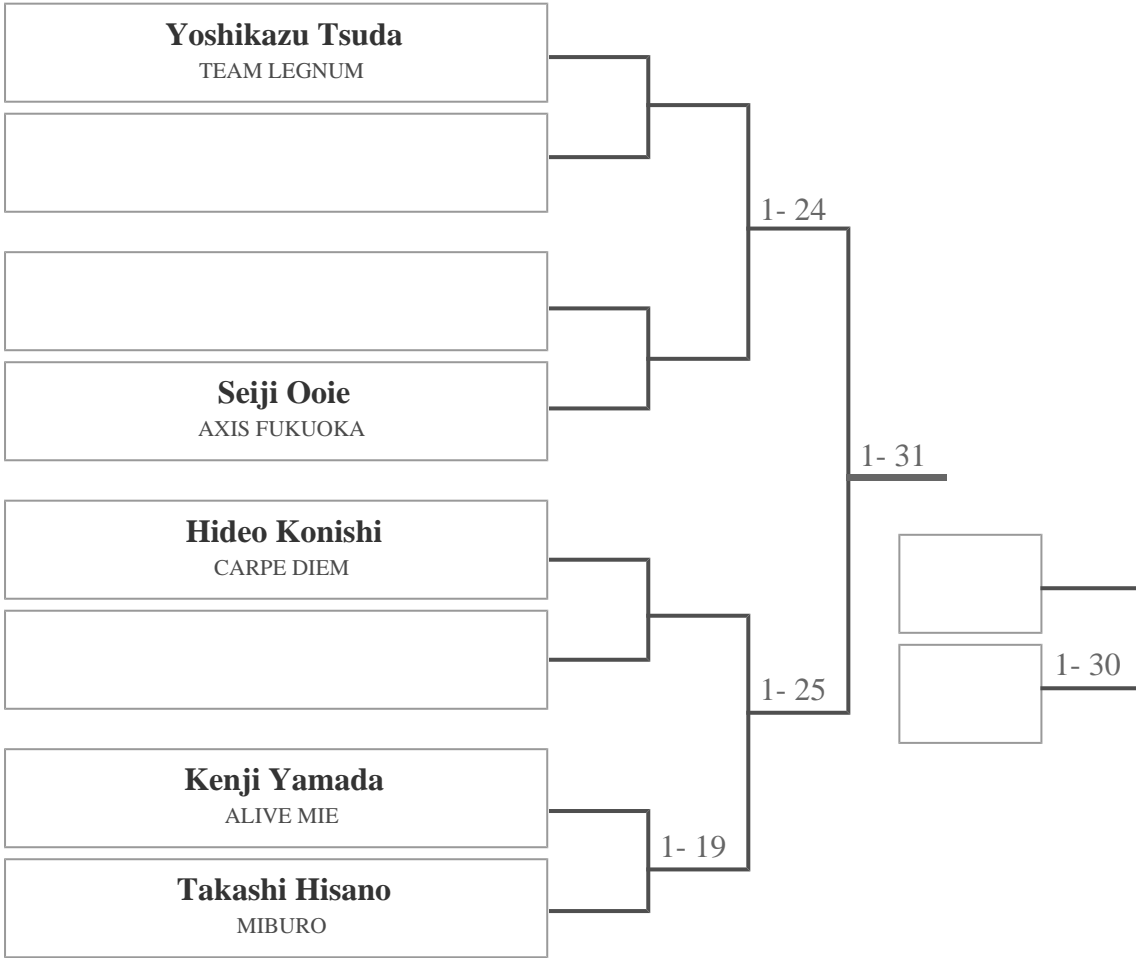 Yoshikazu Tsuda
TEAM LEGNUM
1- 24
Seiji Ooie
AXIS FUKUOKA
1- 31
Hideo Konishi
CARPE DIEM
1- 30
1- 25
Kenji Yamada
ALIVE MIE
1- 19
Takashi Hisano
MIBURO